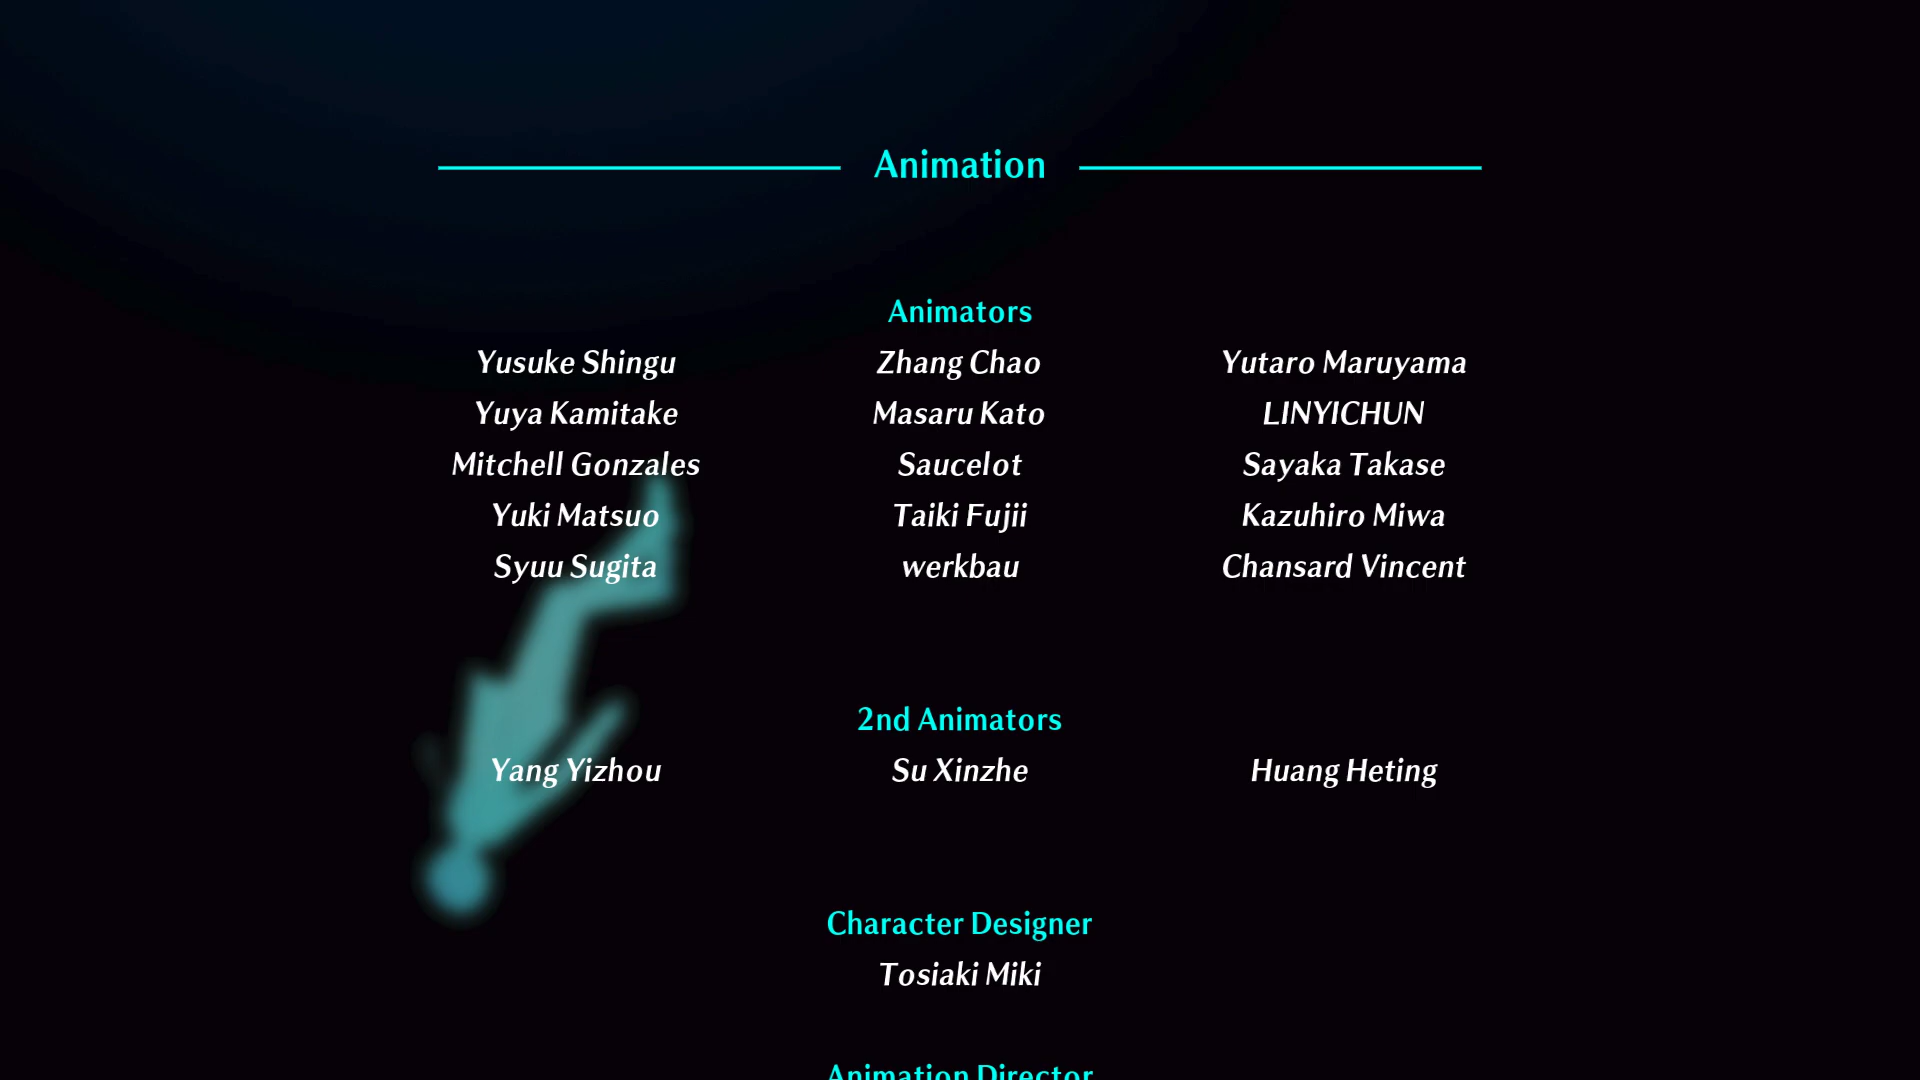 Animation
Animators
Yusuke Shingu Zhang Chao Yutaro Maruyama
Yuya Kamitake Masaru Kato LINYICHUN
Mitchell Gonzales Saucelot Sayaka Takase
Yuki Matsuo Taiki Fujii Kazuhiro Miwa
Syuu Sugita werkbau Chansard Vincent
2nd Animators
Yang Yizhou Su Xinzhe Huang Heting
Character Designer
Tosiaki Miki
Animation Director